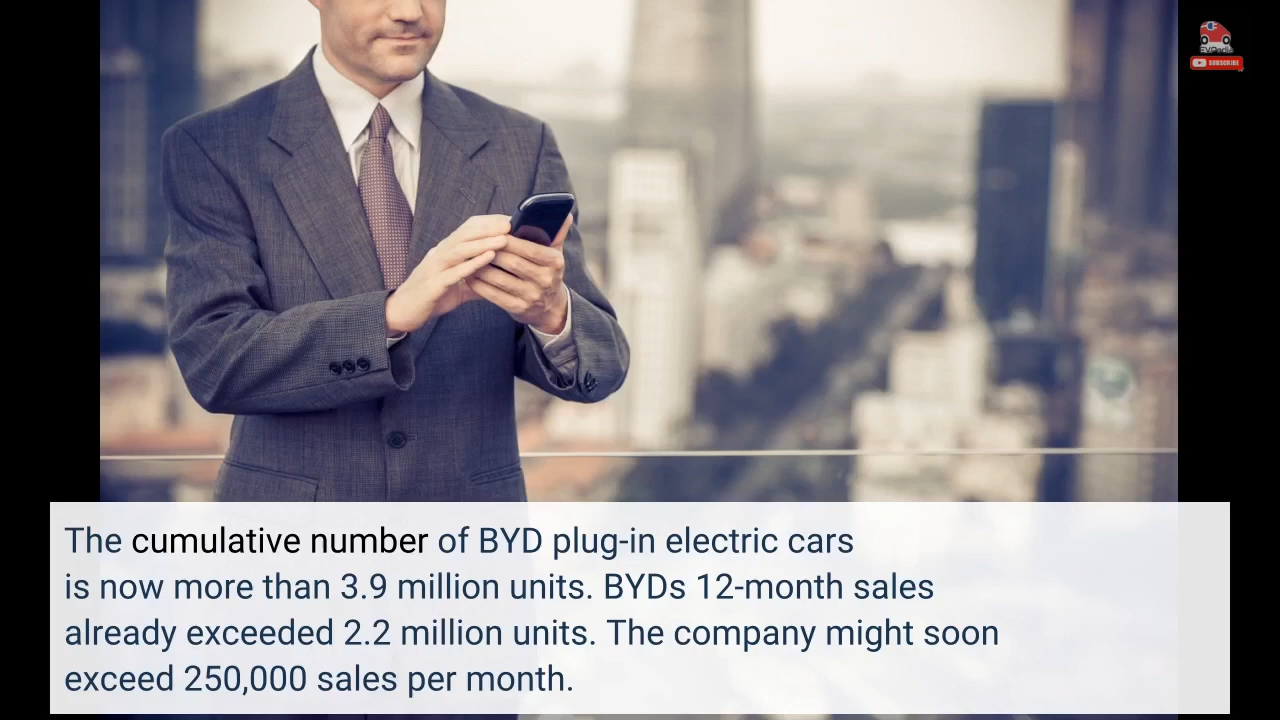 SUBSCRIBE
The cumulative number of BYD plug-in electric cars
is now more than 3.9 million units. BYDs 12-month sales
already exceeded 2.2 million units. The company might soon
exceed 250,000 sales per month.